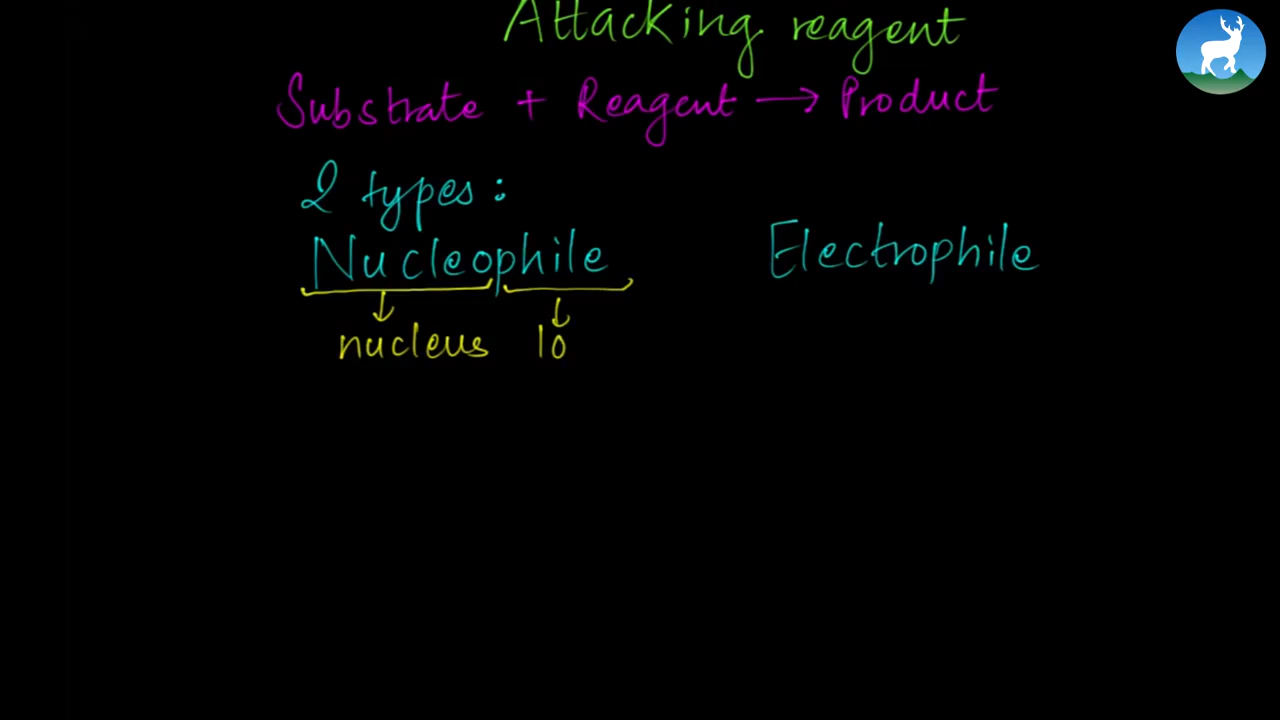 Attacking reagent
Substrate + Reagent → Product
2 types :
Nucleophile Electrophile
↓ ↓
nucleus lo